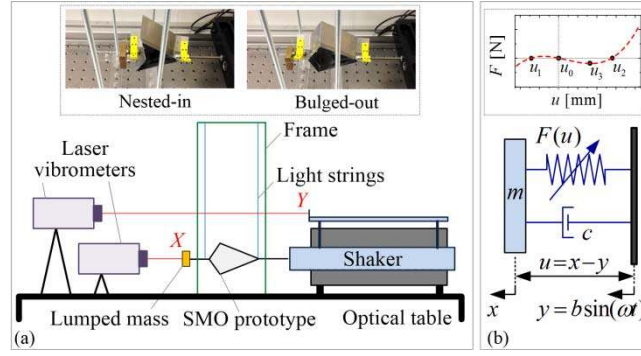 Nested-in
Bulged-out
Frame
Laser
vibrometers
Light strings
Y
X
Shaker
Lumped mass
SMO prototype
Optical table
(a)
F [N]
u₁
u₀
u₃
u₂
u [mm]
F(u)
m
c
u=x−y
x
y=bsin(ωt)
(b)